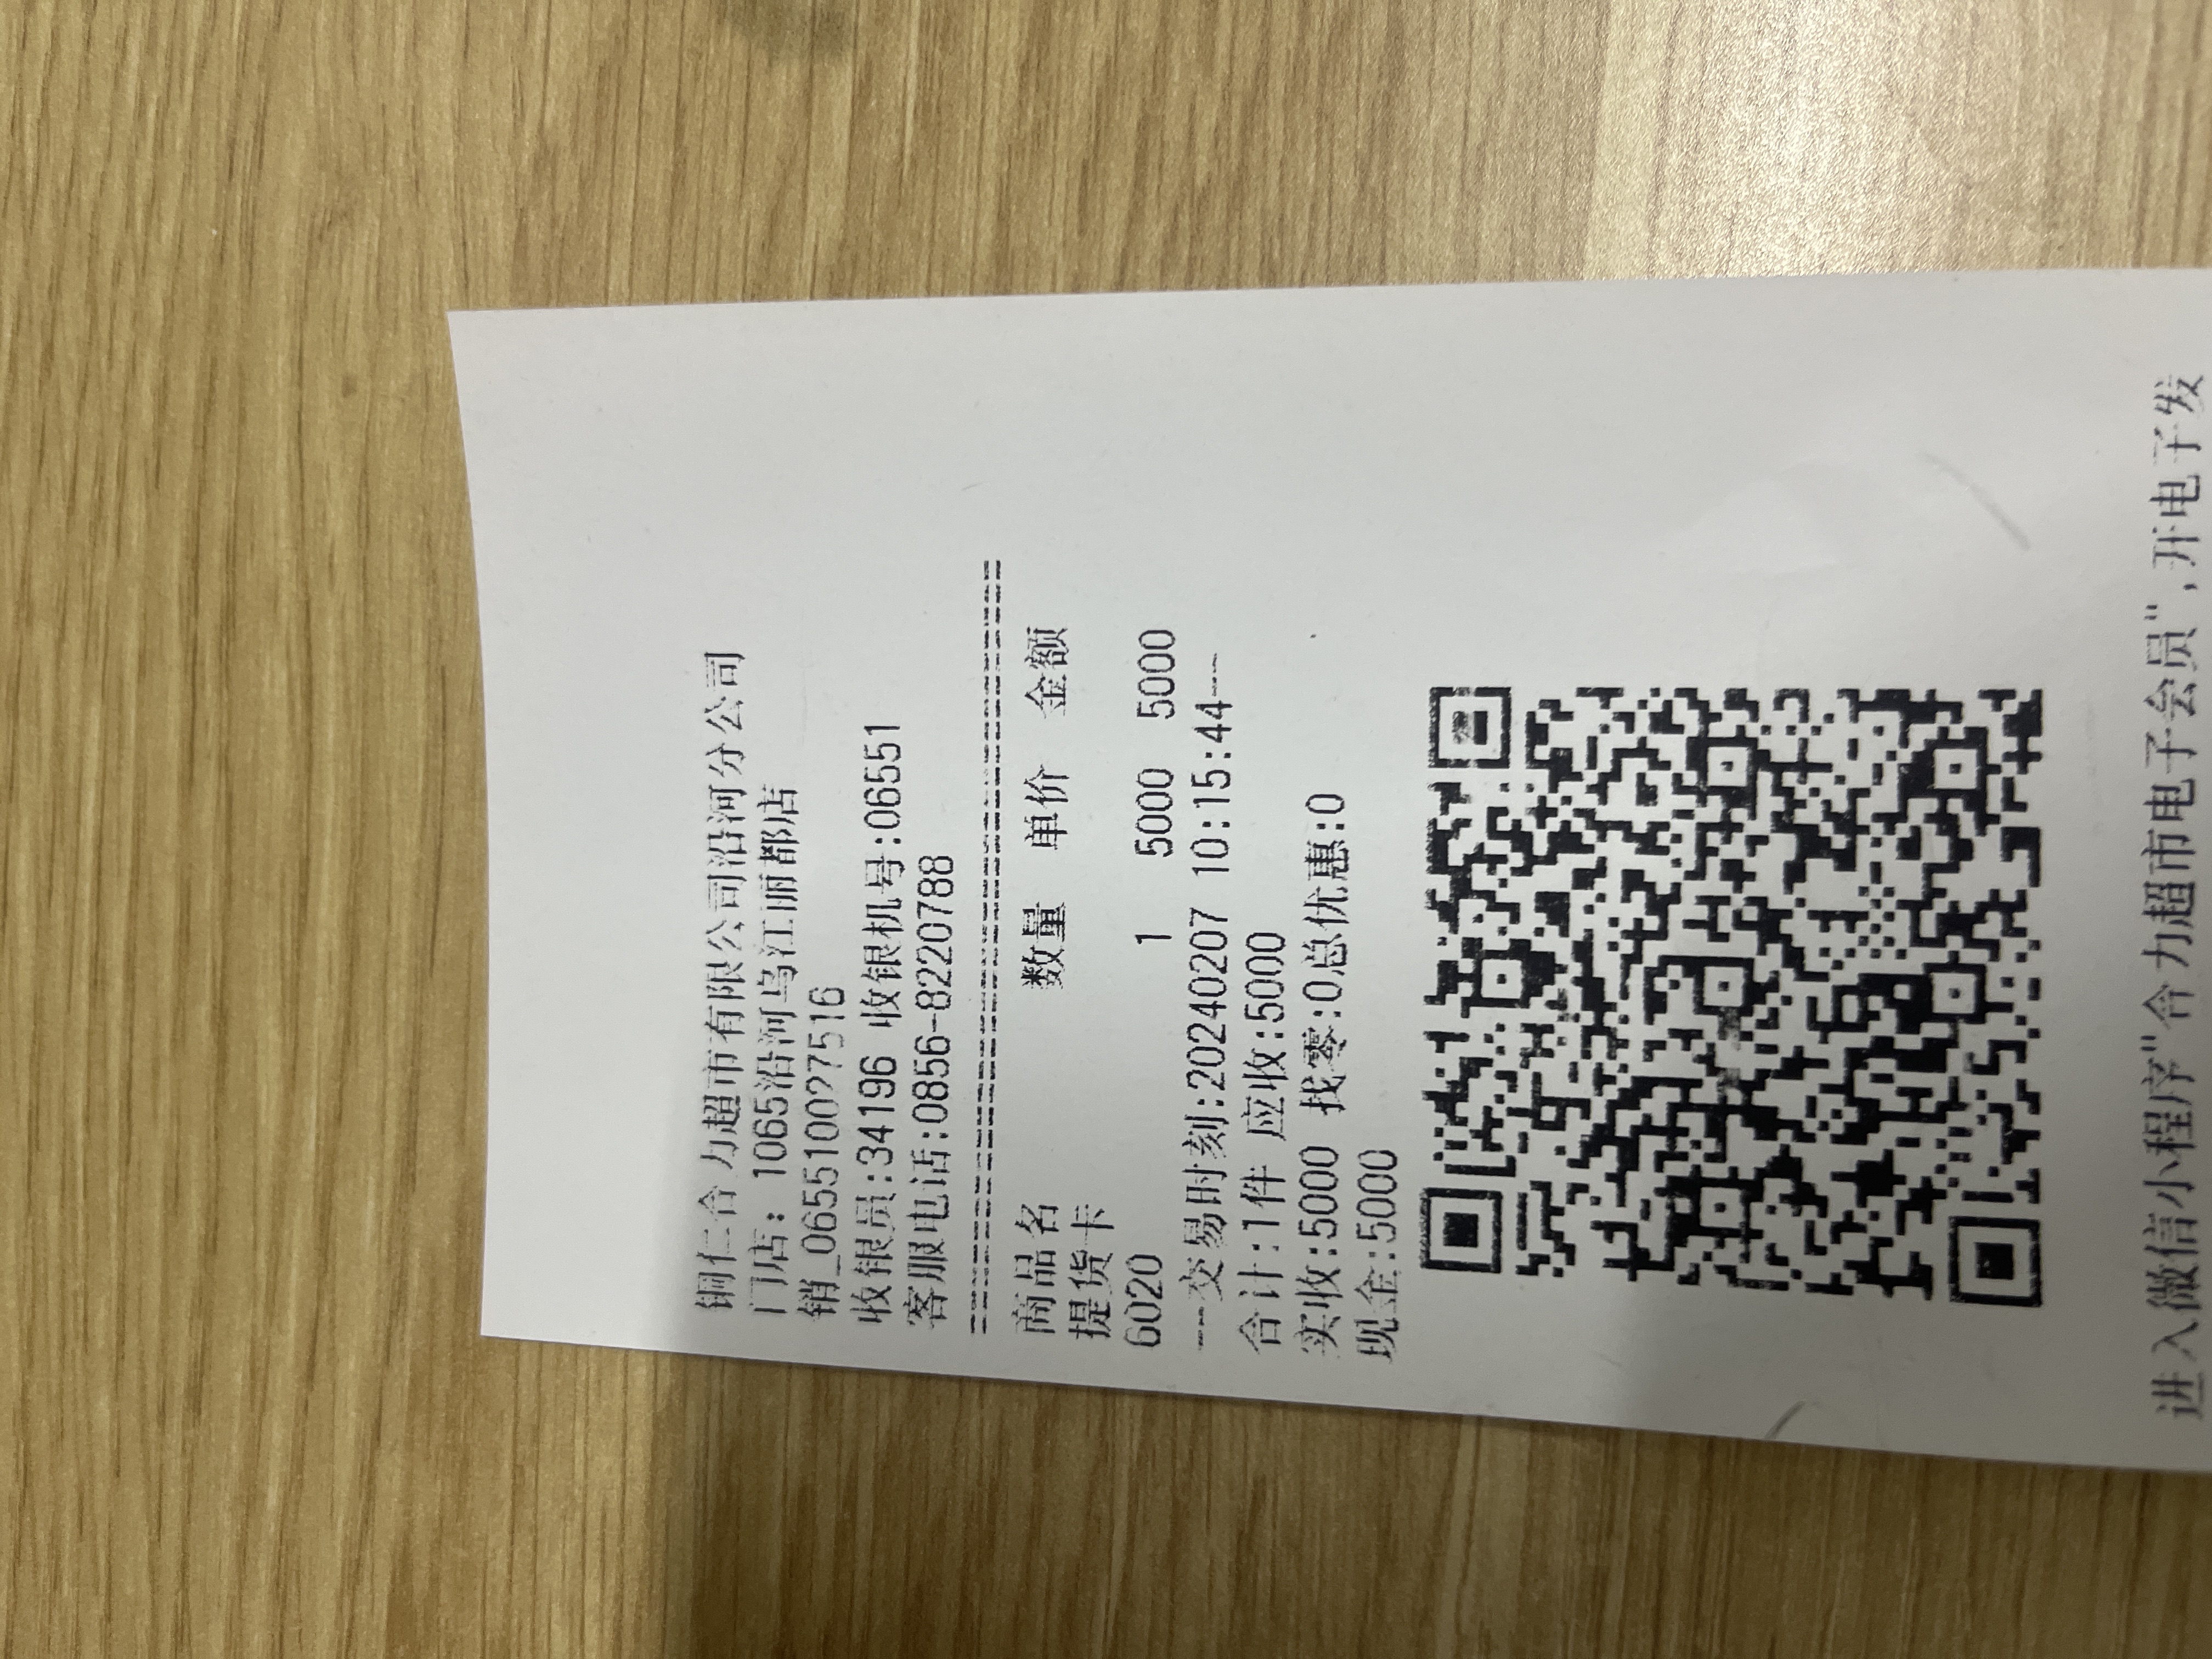 铜仁合力超市有限公司沿河分公司
门店: 1065沿河乌江丽都店
销_0655100275​16
收银员:34196 收银机号:06551
客服电话:0856-8220788
================================
商品名 数量 单价 金额
提货卡
6020 1 5000 5000
---交易时刻:20240207 10:15:44--
合计:1件 应收:5000
实收:5000 找零:0总优惠:0
现金:5000
进入微信小程序"合力超市电子会员",开电子发